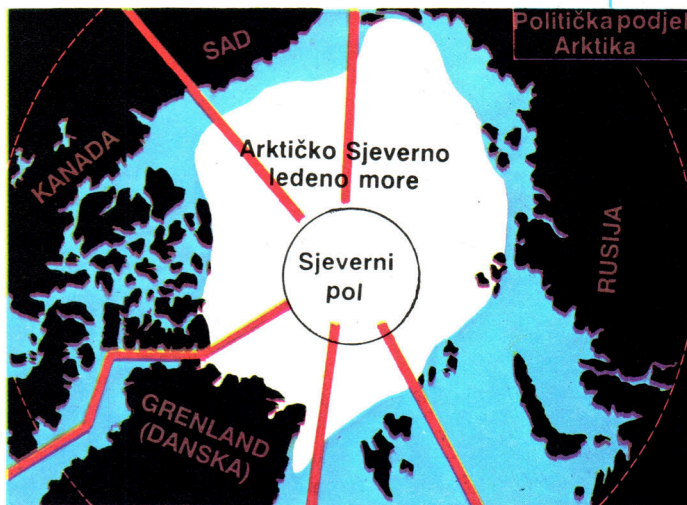 Politička podjel
Arktika
SAD
KANADA
Arktičko Sjeverno
ledeno more
Sjeverni
pol
RUSIJA
GRENLAND
(DANSKA)